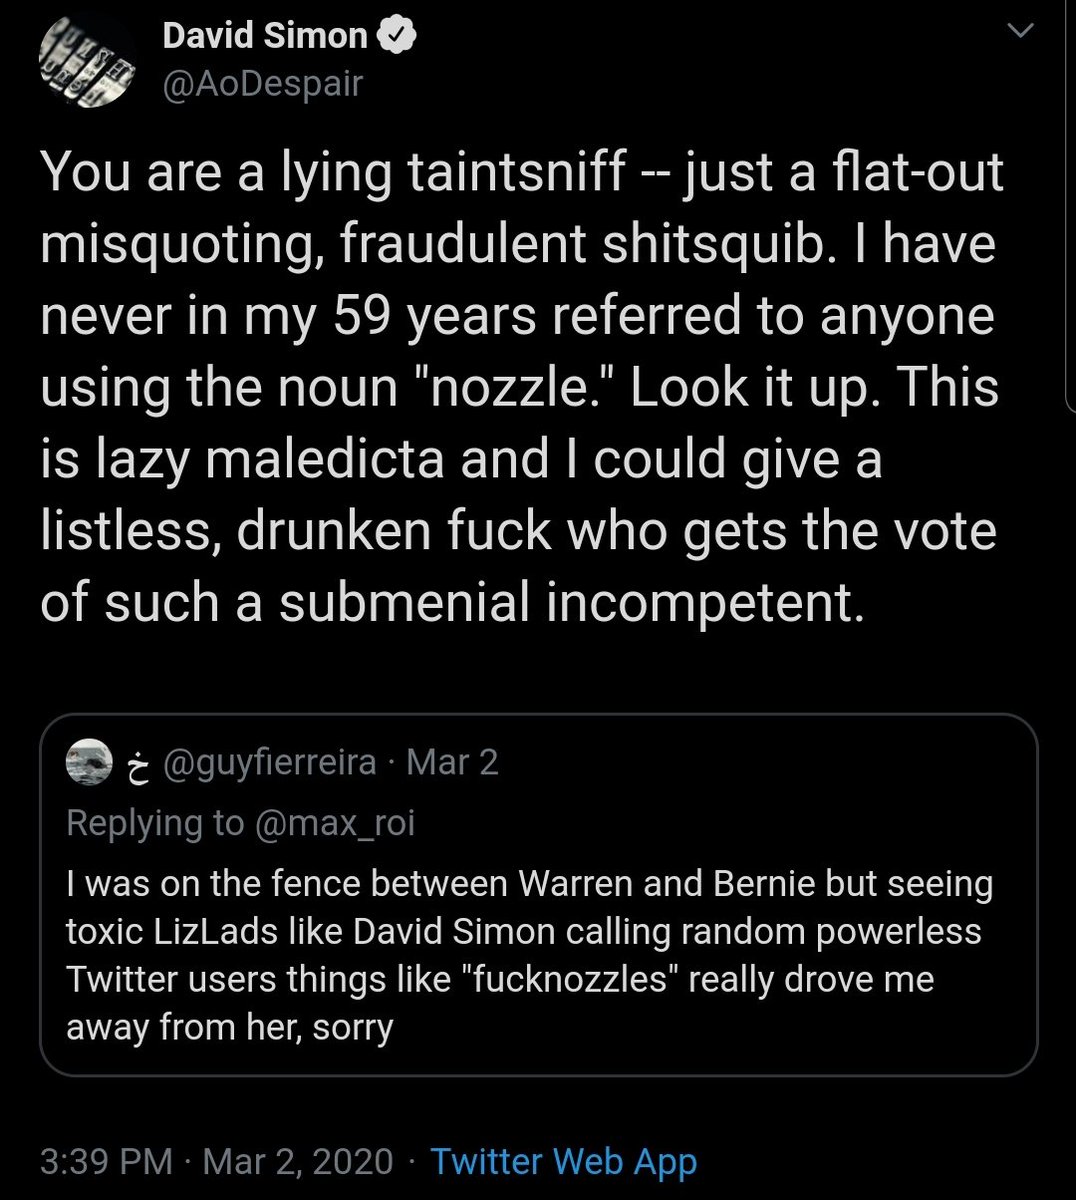 David Simon
@AoDespair
You are a lying taintsniff -- just a flat-out
misquoting, fraudulent shitsquib. I have
never in my 59 years referred to anyone
using the noun "nozzle." Look it up. This
is lazy maledicta and I could give a
listless, drunken fuck who gets the vote
of such a submenial incompetent.
خ @guyfierreira · Mar 2
Replying to @max_roi
I was on the fence between Warren and Bernie but seeing
toxic LizLads like David Simon calling random powerless
Twitter users things like "fucknozzles" really drove me
away from her, sorry
3:39 PM · Mar 2, 2020 · Twitter Web App